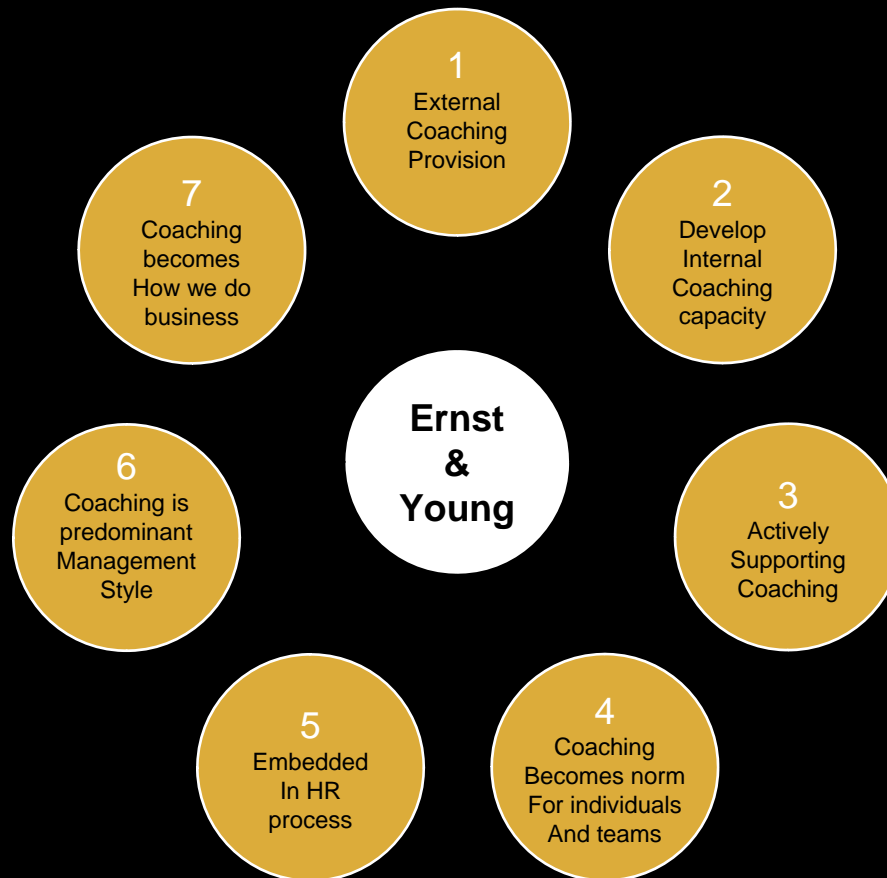 1
External
Coaching
Provision
2
Develop
Internal
Coaching
capacity
3
Actively
Supporting
Coaching
4
Coaching
Becomes norm
For individuals
And teams
5
Embedded
In HR
process
6
Coaching is
predominant
Management
Style
7
Coaching
becomes
How we do
business
Ernst
&
Young